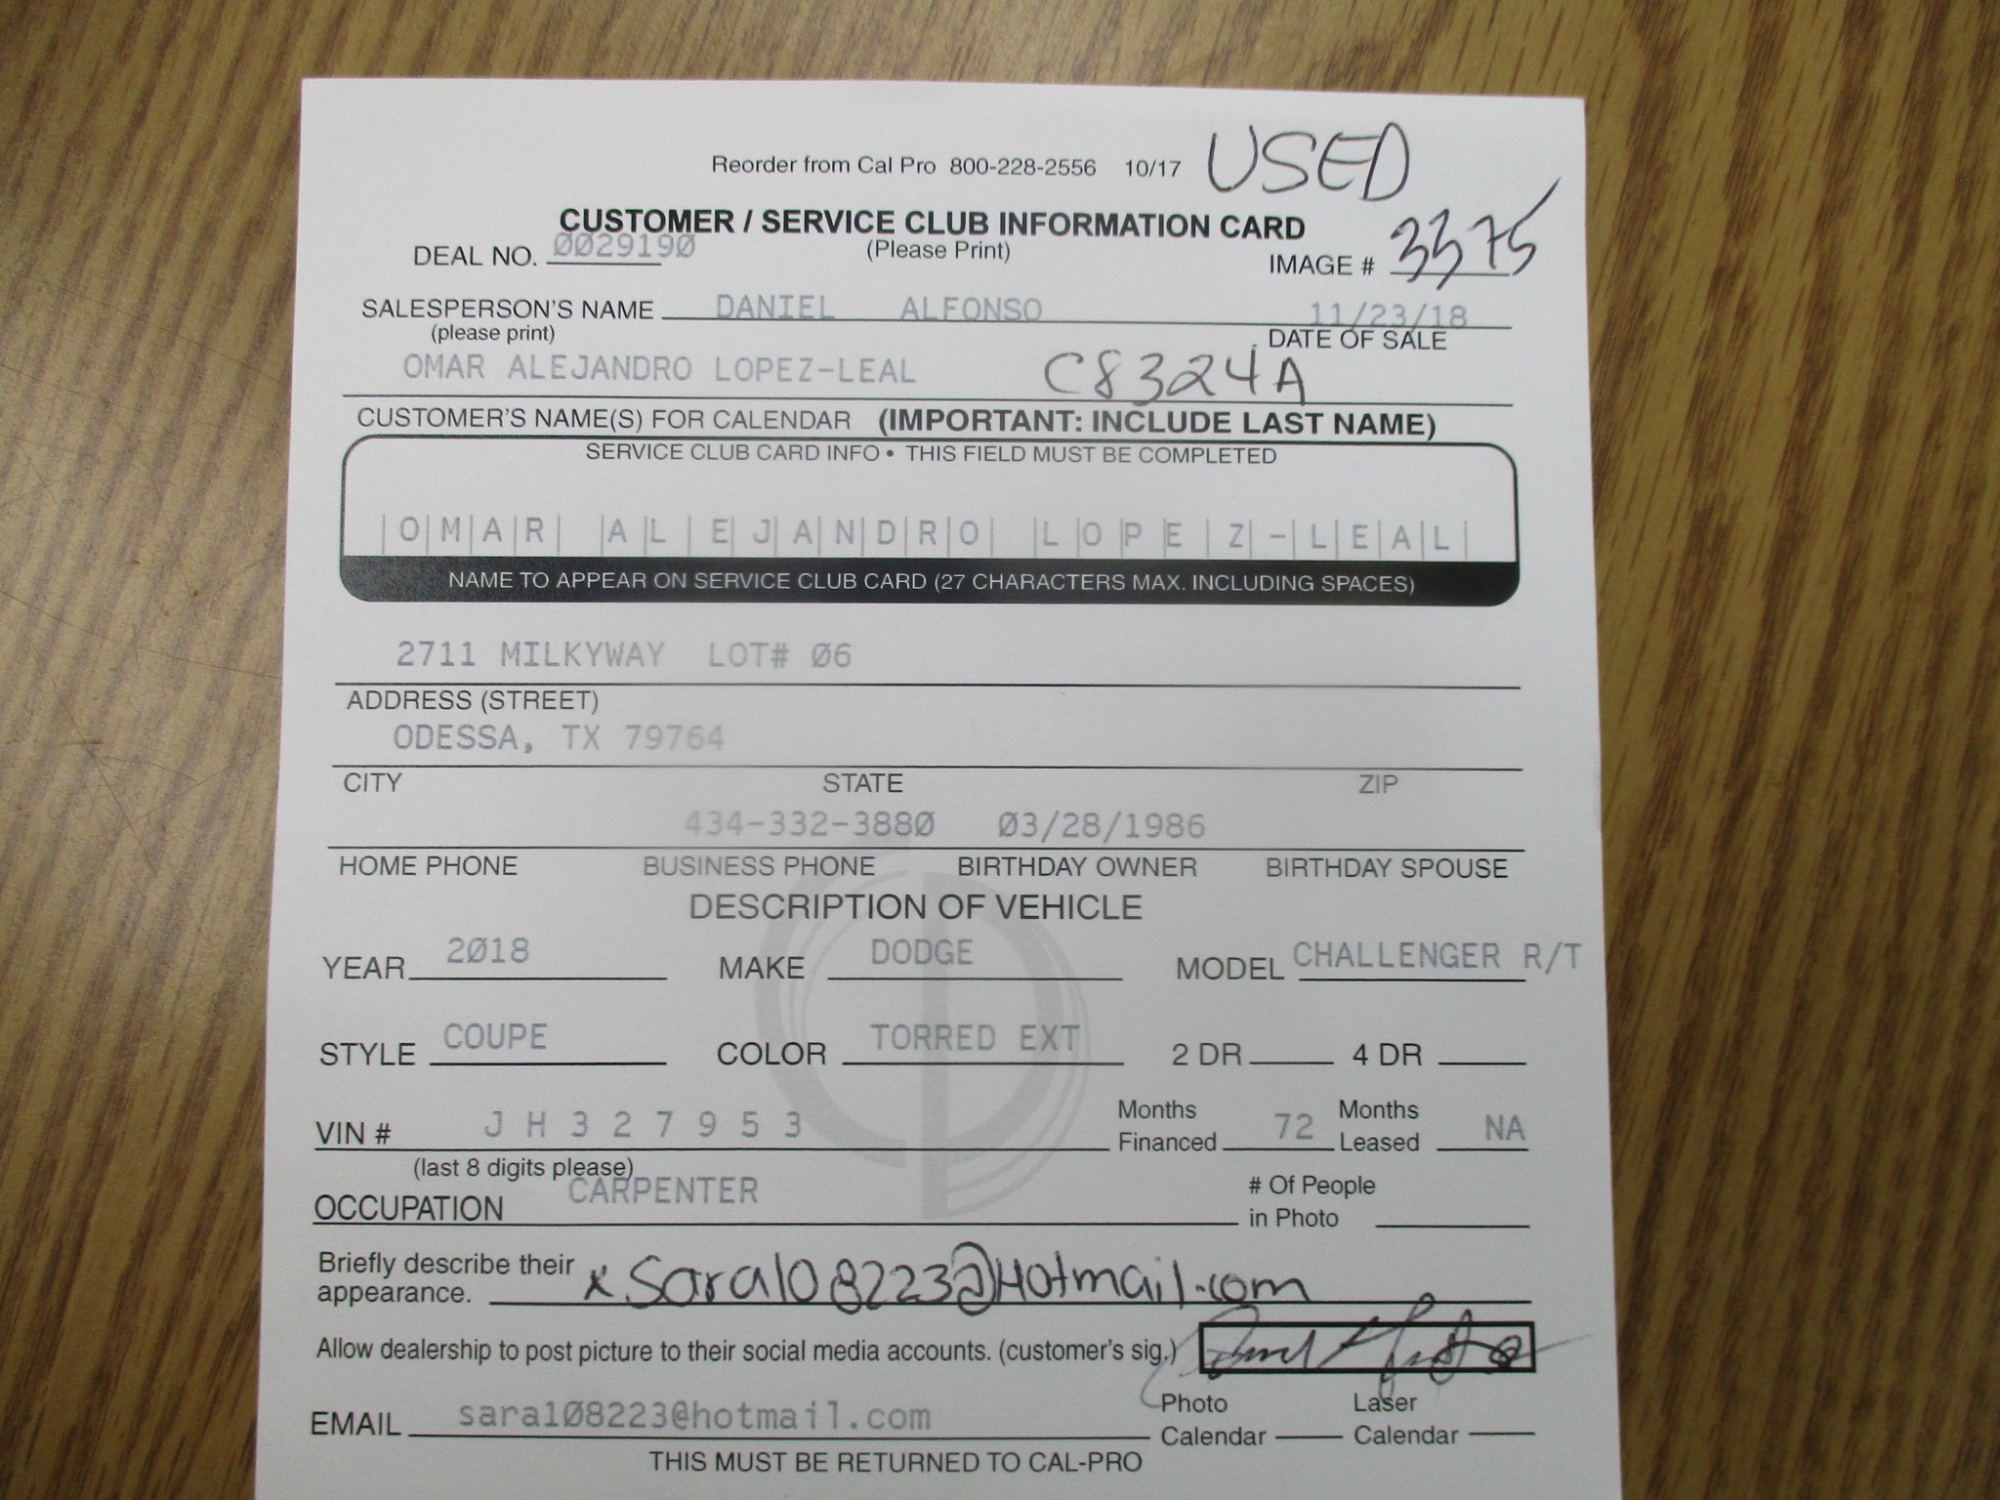 Reorder from Cal Pro 800-228-2556 10/17 USED
CUSTOMER / SERVICE CLUB INFORMATION CARD
DEAL NO. 0029190 (Please Print) IMAGE # 3375
SALESPERSON'S NAME DANIEL ALFONSO 11/23/18
(please print) DATE OF SALE
OMAR ALEJANDRO LOPEZ-LEAL C8324A
CUSTOMER'S NAME(S) FOR CALENDAR (IMPORTANT: INCLUDE LAST NAME)
SERVICE CLUB CARD INFO • THIS FIELD MUST BE COMPLETED
OMAR ALEJANDRO LOPEZ-LEAL
NAME TO APPEAR ON SERVICE CLUB CARD (27 CHARACTERS MAX. INCLUDING SPACES)
2711 MILKYWAY LOT# 06
ADDRESS (STREET)
ODESSA, TX 79764
CITY STATE ZIP
434-332-3880 03/28/1986
HOME PHONE BUSINESS PHONE BIRTHDAY OWNER BIRTHDAY SPOUSE
DESCRIPTION OF VEHICLE
YEAR 2018 MAKE DODGE MODEL CHALLENGER R/T
STYLE COUPE COLOR TORRED EXT 2 DR 4 DR
VIN # JH327953 Months Financed 72 Months Leased NA
(last 8 digits please)
OCCUPATION CARPENTER # Of People in Photo
Briefly describe their
appearance. x Sara108223@Hotmail.com
Allow dealership to post picture to their social media accounts. (customer's sig.)
EMAIL sara108223@hotmail.com Photo Calendar Laser Calendar
THIS MUST BE RETURNED TO CAL-PRO